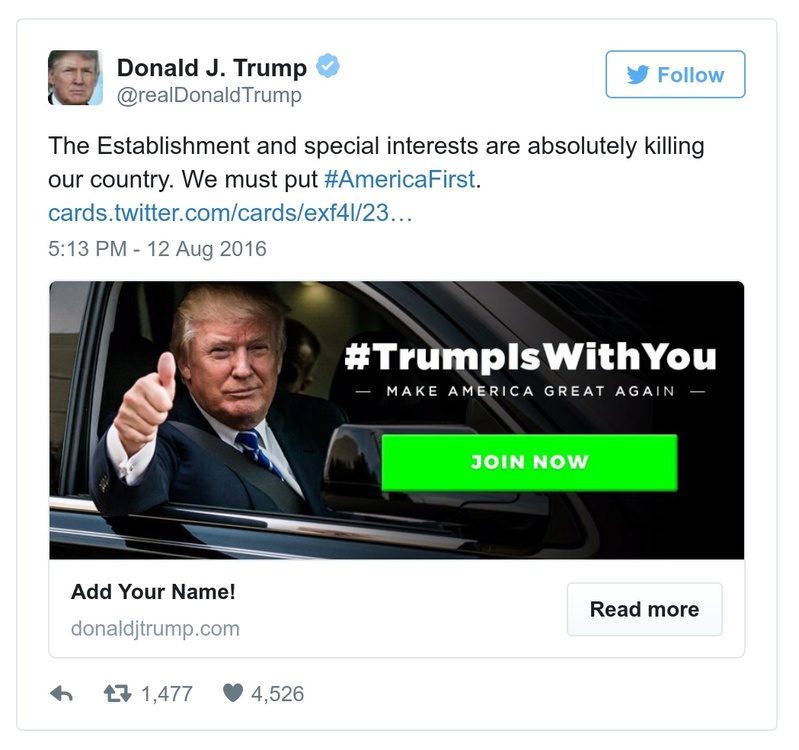 Donald J. Trump
@realDonaldTrump
Follow
The Establishment and special interests are absolutely killing
our country. We must put #AmericaFirst.
cards.twitter.com/cards/exf4l/23…
5:13 PM - 12 Aug 2016
#TrumpIsWithYou
— MAKE AMERICA GREAT AGAIN —
JOIN NOW
Add Your Name!
donaldjtrump.com
Read more
1,477 4,526